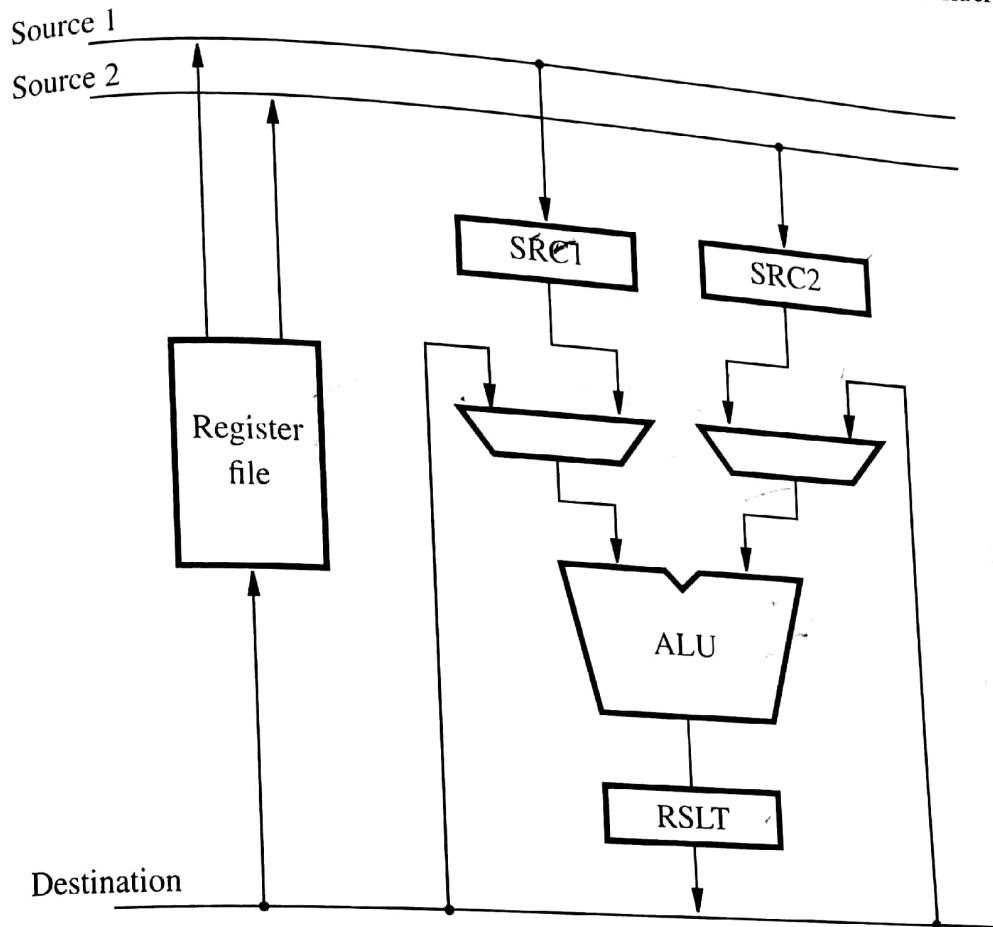 Source 1
Source 2
SRC1
SRC2
Register
file
ALU
RSLT
Destination